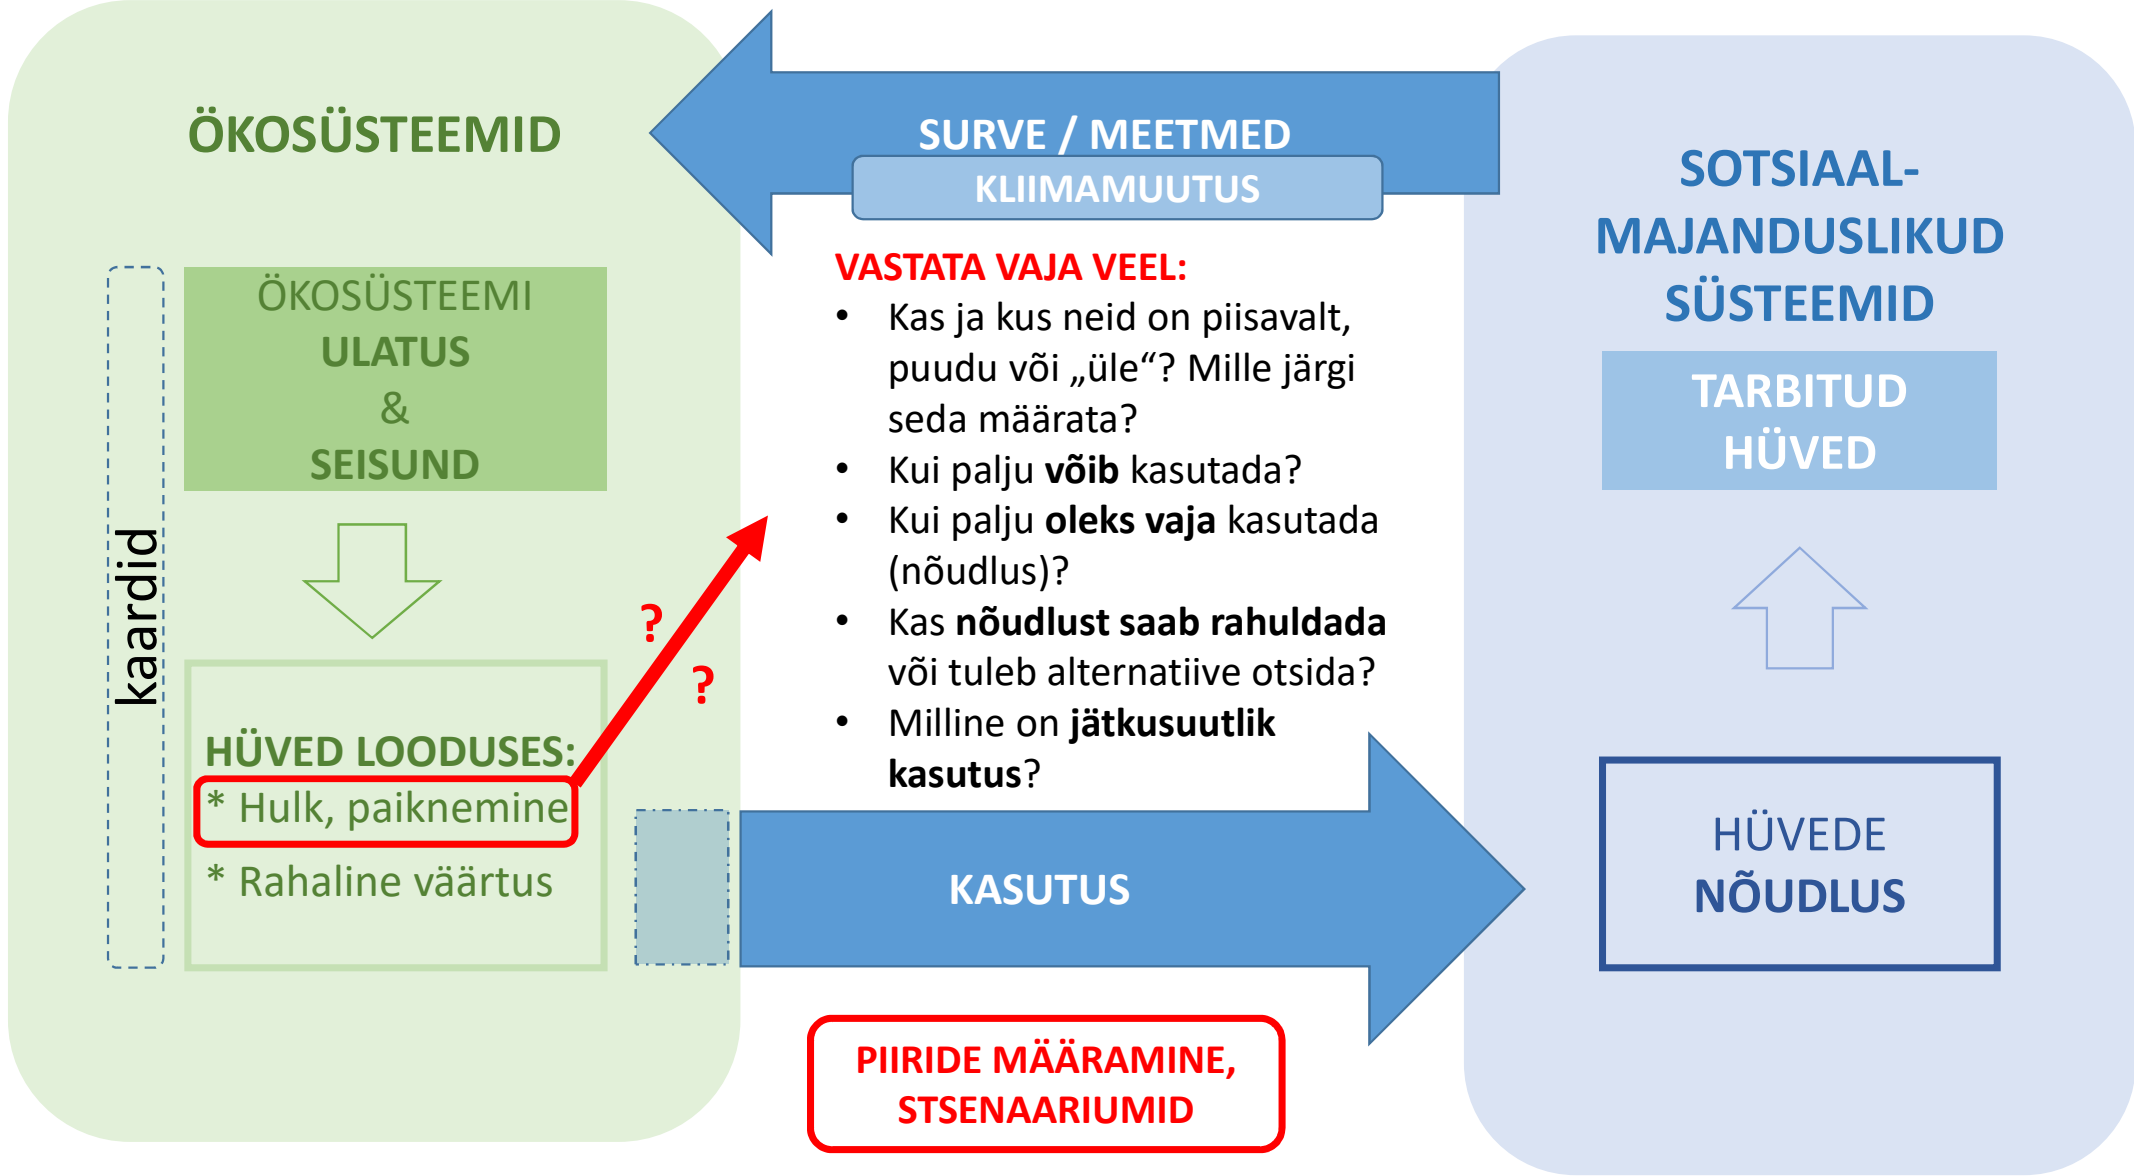 ÖKOSÜSTEEMID
kaardid
ÖKOSÜSTEEMI
ULATUS
&
SEISUND
HÜVED LOODUSES:
* Hulk, paiknemine
* Rahaline väärtus
?
?
SURVE / MEETMED
KLIIMAMUUTUS
VASTATA VAJA VEEL:
• Kas ja kus neid on piisavalt,
puudu või „üle“? Mille järgi
seda määrata?
• Kui palju võib kasutada?
• Kui palju oleks vaja kasutada
(nõudlus)?
• Kas nõudlust saab rahuldada
või tuleb alternatiive otsida?
• Milline on jätkusuutlik
kasutus?
KASUTUS
PIIRIDE MÄÄRAMINE,
STSENAARIUMID
SOTSIAAL-
MAJANDUSLIKUD
SÜSTEEMID
TARBITUD
HÜVED
HÜVEDE
NÕUDLUS